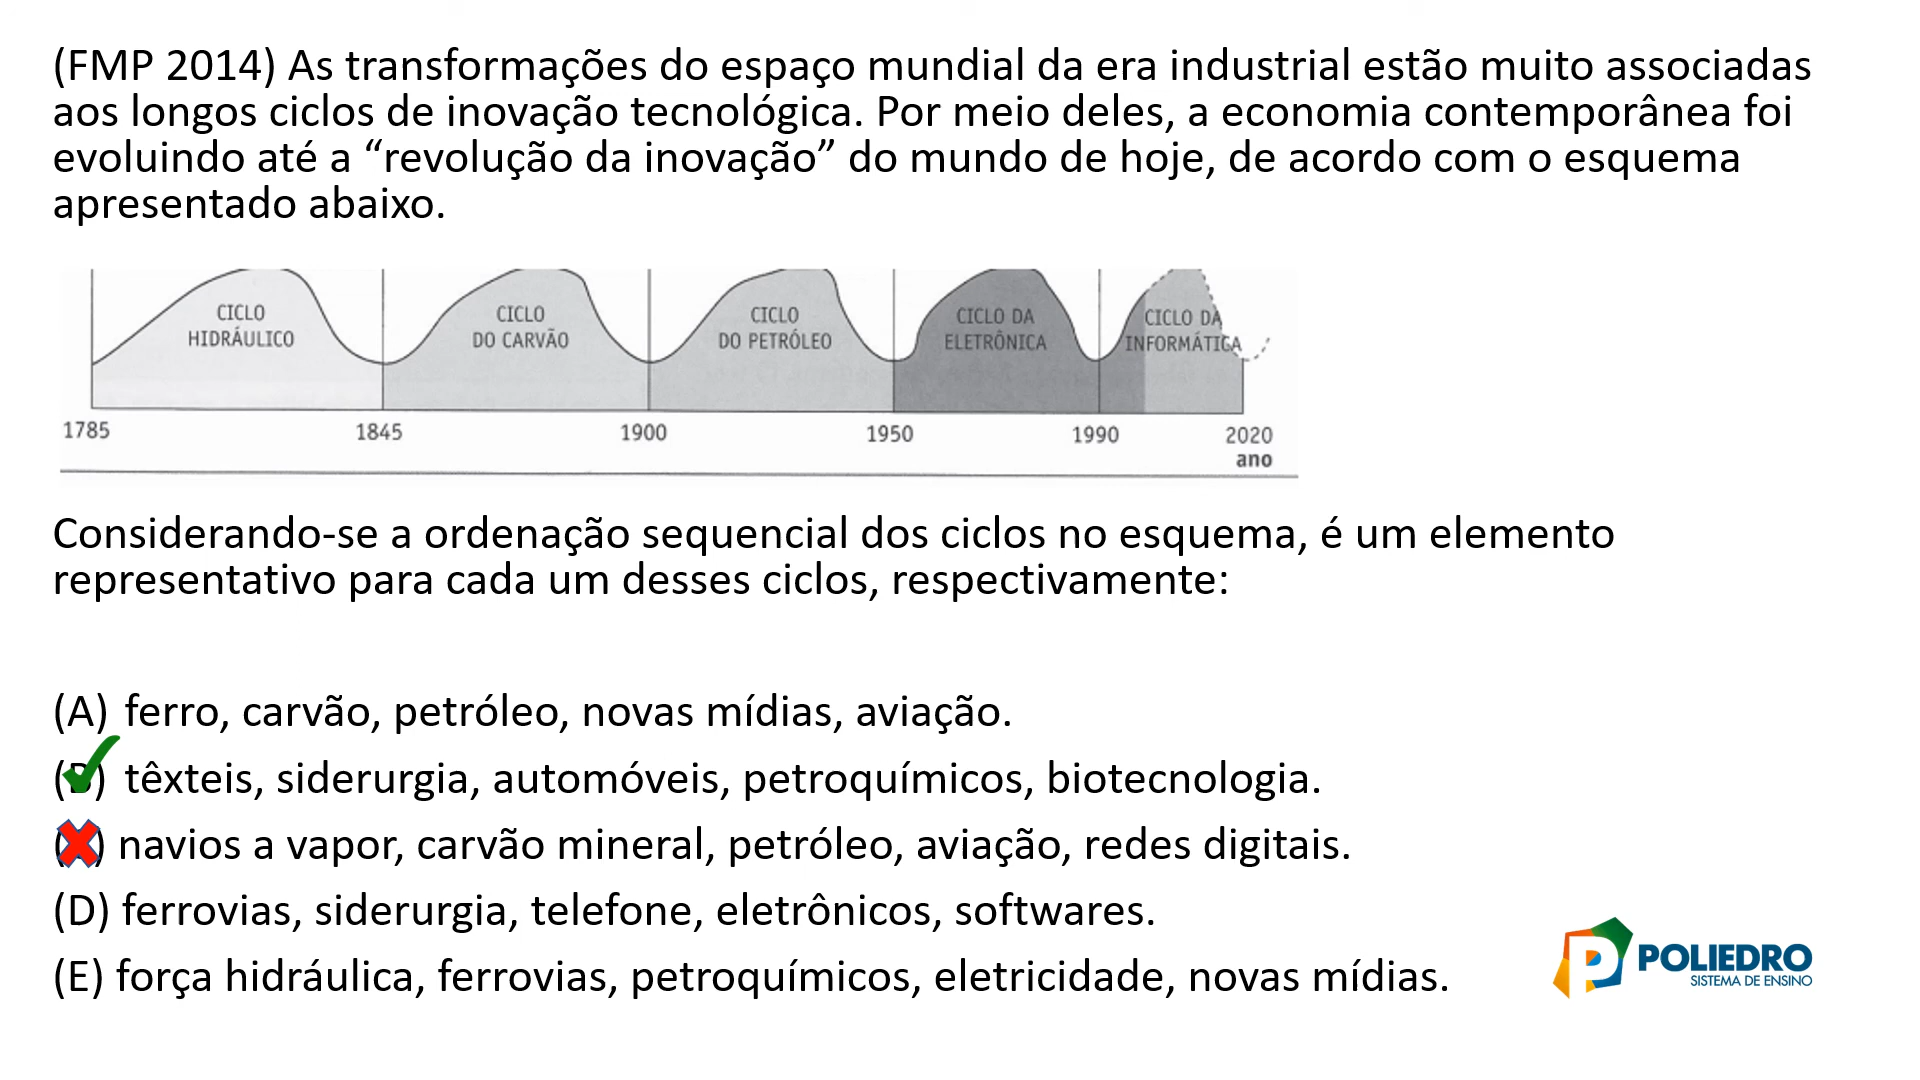 (FMP 2014) As transformações do espaço mundial da era industrial estão muito associadas
aos longos ciclos de inovação tecnológica. Por meio deles, a economia contemporânea foi
evoluindo até a “revolução da inovação” do mundo de hoje, de acordo com o esquema
apresentado abaixo.
CICLO
HIDRÁULICO
CICLO
DO CARVÃO
CICLO
DO PETRÓLEO
CICLO DA
ELETRÔNICA
CICLO DA
INFORMÁTICA
1785 1845 1900 1950 1990 2020
ano
Considerando-se a ordenação sequencial dos ciclos no esquema, é um elemento
representativo para cada um desses ciclos, respectivamente:
(A) ferro, carvão, petróleo, novas mídias, aviação.
(B) têxteis, siderurgia, automóveis, petroquímicos, biotecnologia.
navios a vapor, carvão mineral, petróleo, aviação, redes digitais.
(D) ferrovias, siderurgia, telefone, eletrônicos, softwares.
(E) força hidráulica, ferrovias, petroquímicos, eletricidade, novas mídias.
POLIEDRO
SISTEMA DE ENSINO